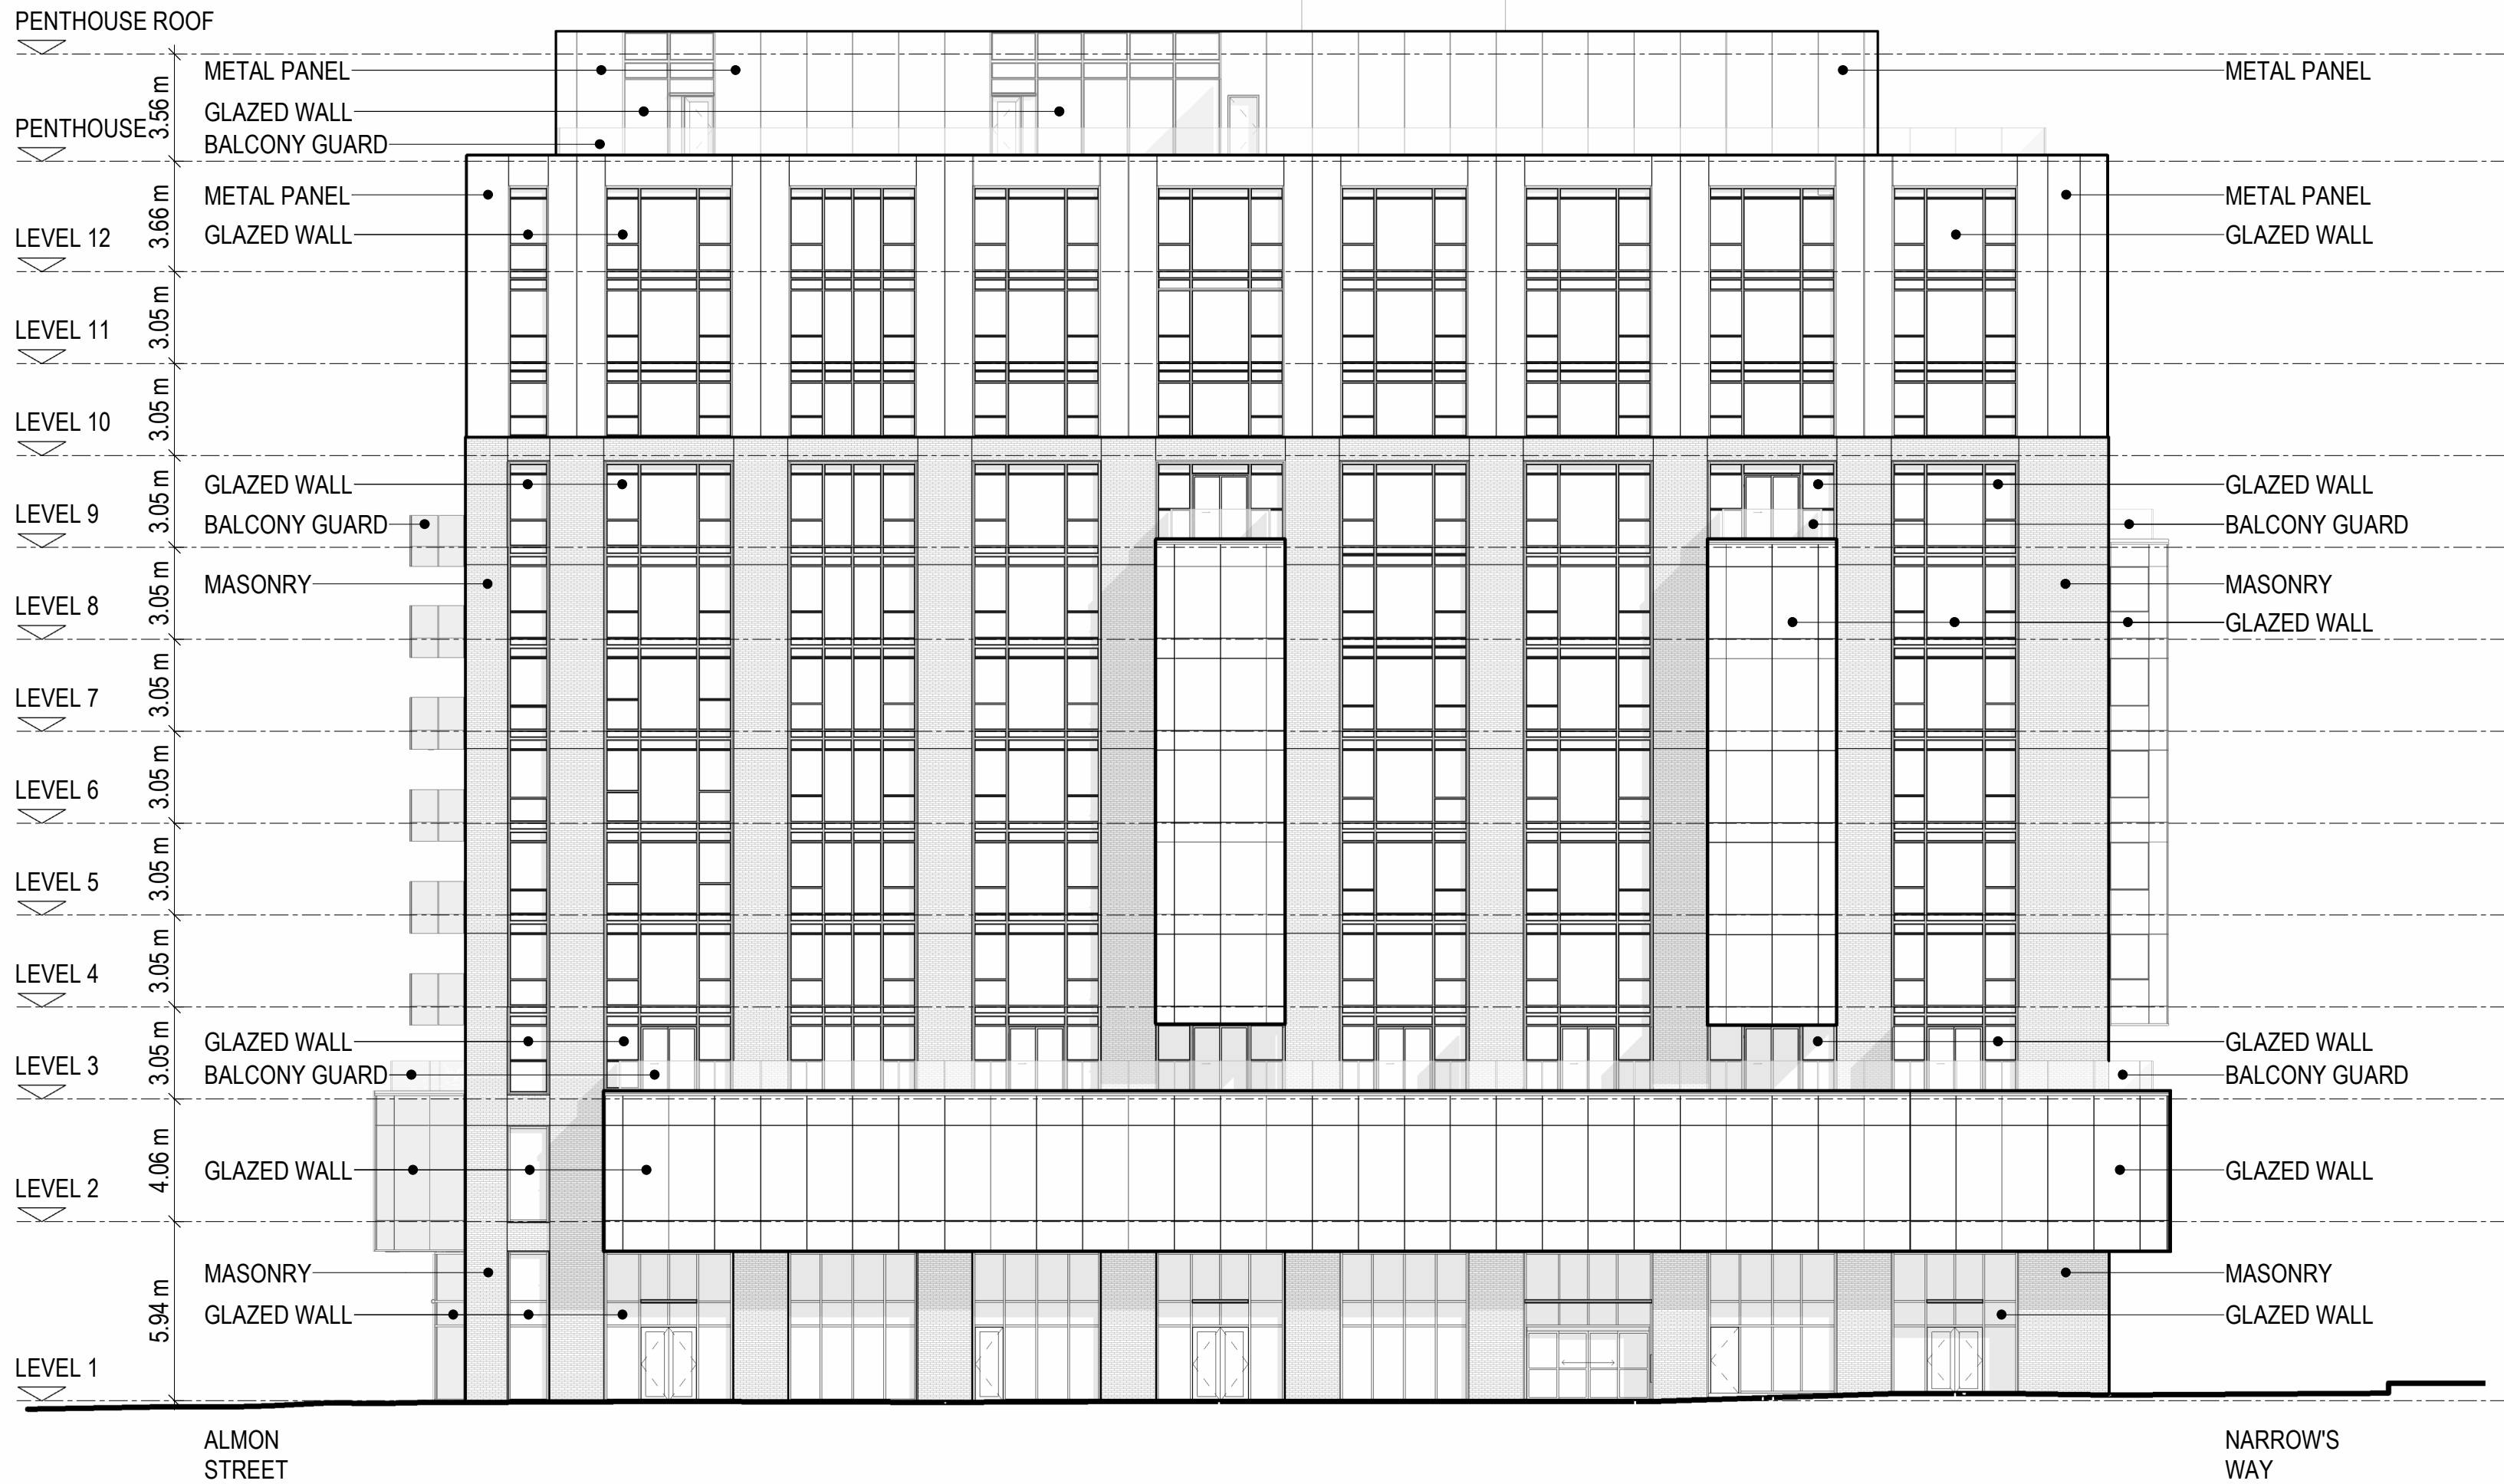 PENTHOUSE ROOF
METAL PANEL
METAL PANEL
3.56 m
GLAZED WALL
PENTHOUSE
BALCONY GUARD
METAL PANEL
METAL PANEL
3.66 m
LEVEL 12
GLAZED WALL
GLAZED WALL
3.05 m
LEVEL 11
3.05 m
LEVEL 10
3.05 m
GLAZED WALL
GLAZED WALL
LEVEL 9
BALCONY GUARD
BALCONY GUARD
3.05 m
MASONRY
MASONRY
LEVEL 8
GLAZED WALL
3.05 m
LEVEL 7
3.05 m
LEVEL 6
3.05 m
LEVEL 5
3.05 m
LEVEL 4
3.05 m
GLAZED WALL
GLAZED WALL
LEVEL 3
BALCONY GUARD
BALCONY GUARD
4.06 m
GLAZED WALL
GLAZED WALL
LEVEL 2
MASONRY
MASONRY
5.94 m
GLAZED WALL
GLAZED WALL
LEVEL 1
ALMON
STREET
NARROW'S
WAY